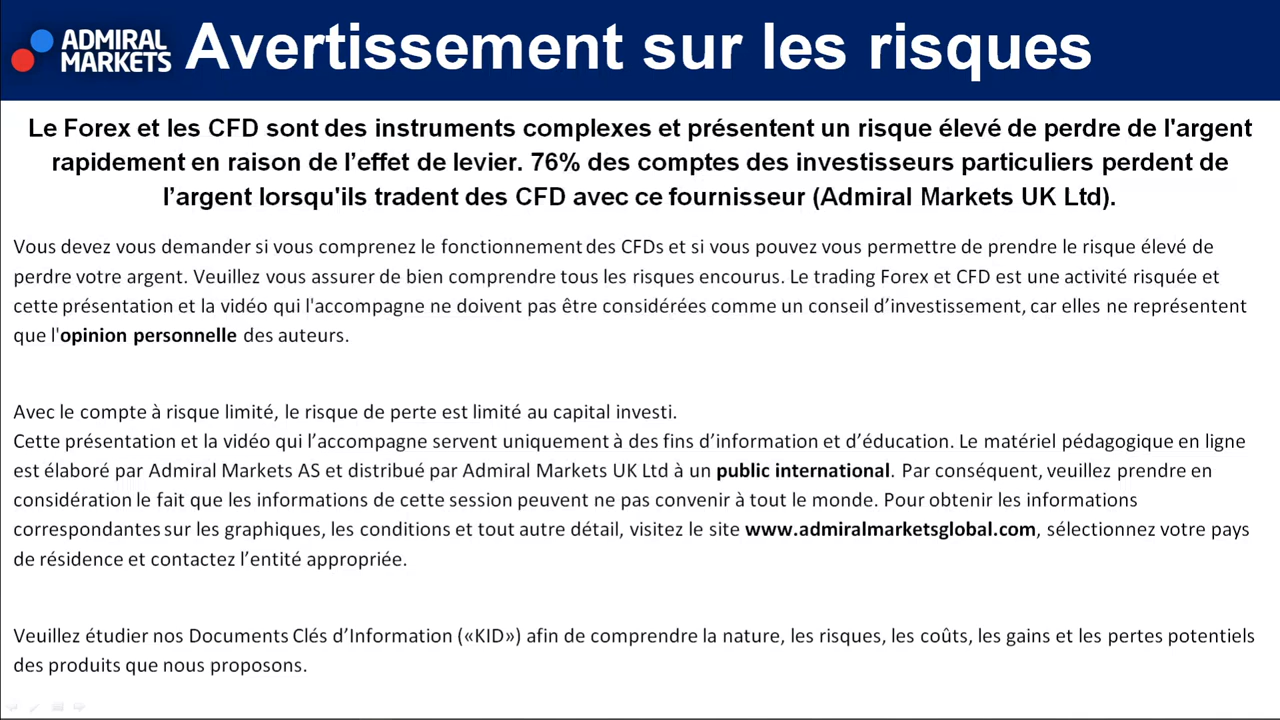 ADMIRAL
MARKETS
Avertissement sur les risques
Le Forex et les CFD sont des instruments complexes et présentent un risque élevé de perdre de l'argent
rapidement en raison de l’effet de levier. 76% des comptes des investisseurs particuliers perdent de
l’argent lorsqu'ils tradent des CFD avec ce fournisseur (Admiral Markets UK Ltd).
Vous devez vous demander si vous comprenez le fonctionnement des CFDs et si vous pouvez vous permettre de prendre le risque élevé de
perdre votre argent. Veuillez vous assurer de bien comprendre tous les risques encourus. Le trading Forex et CFD est une activité risquée et
cette présentation et la vidéo qui l'accompagne ne doivent pas être considérées comme un conseil d’investissement, car elles ne représentent
que l'opinion personnelle des auteurs.
Avec le compte à risque limité, le risque de perte est limité au capital investi.
Cette présentation et la vidéo qui l’accompagne servent uniquement à des fins d’information et d’éducation. Le matériel pédagogique en ligne
est élaboré par Admiral Markets AS et distribué par Admiral Markets UK Ltd à un public international. Par conséquent, veuillez prendre en
considération le fait que les informations de cette session peuvent ne pas convenir à tout le monde. Pour obtenir les informations
correspondantes sur les graphiques, les conditions et tout autre détail, visitez le site www.admiralmarketsglobal.com, sélectionnez votre pays
de résidence et contactez l’entité appropriée.
Veuillez étudier nos Documents Clés d’Information («KID») afin de comprendre la nature, les risques, les coûts, les gains et les pertes potentiels
des produits que nous proposons.